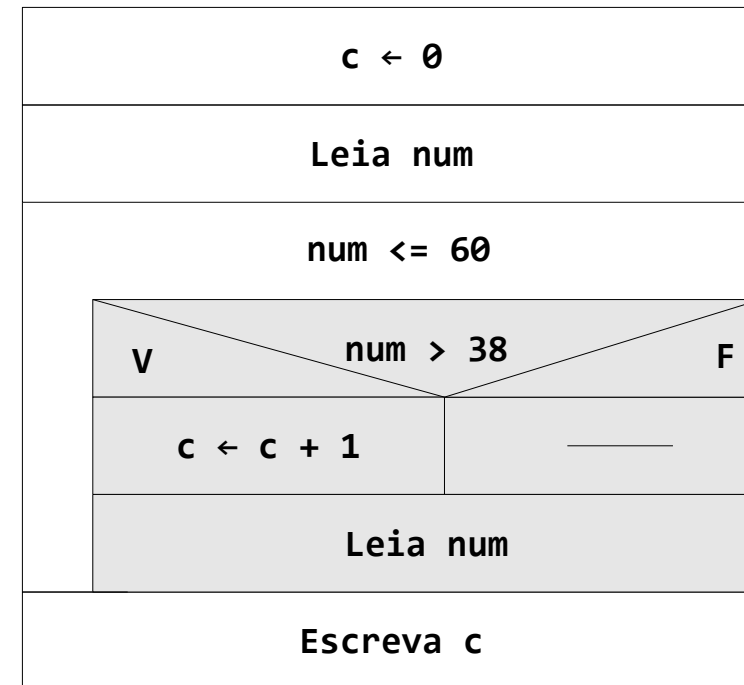 c ← 0
Leia num
num <= 60
V
num > 38
F
c ← c + 1
Leia num
Escreva c